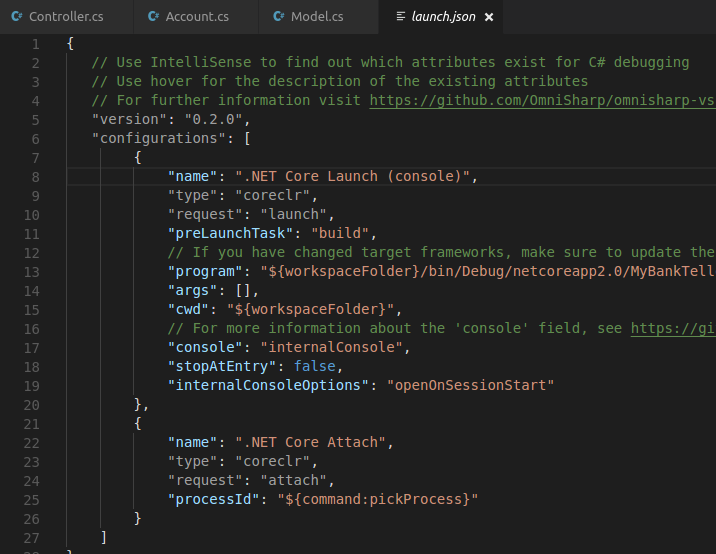 C# Controller.cs C# Account.cs C# Model.cs launch.json ×
1 {
2 // Use IntelliSense to find out which attributes exist for C# debugging
3 // Use hover for the description of the existing attributes
4 // For further information visit https://github.com/OmniSharp/omnisharp-vs
5 "version": "0.2.0",
6 "configurations": [
7 {
8 "name": ".NET Core Launch (console)",
9 "type": "coreclr",
10 "request": "launch",
11 "preLaunchTask": "build",
12 // If you have changed target frameworks, make sure to update the
13 "program": "${workspaceFolder}/bin/Debug/netcoreapp2.0/MyBankTell
14 "args": [],
15 "cwd": "${workspaceFolder}",
16 // For more information about the 'console' field, see https://gi
17 "console": "internalConsole",
18 "stopAtEntry": false,
19 "internalConsoleOptions": "openOnSessionStart"
20 },
21 {
22 "name": ".NET Core Attach",
23 "type": "coreclr",
24 "request": "attach",
25 "processId": "${command:pickProcess}"
26 }
27 ]
28 }